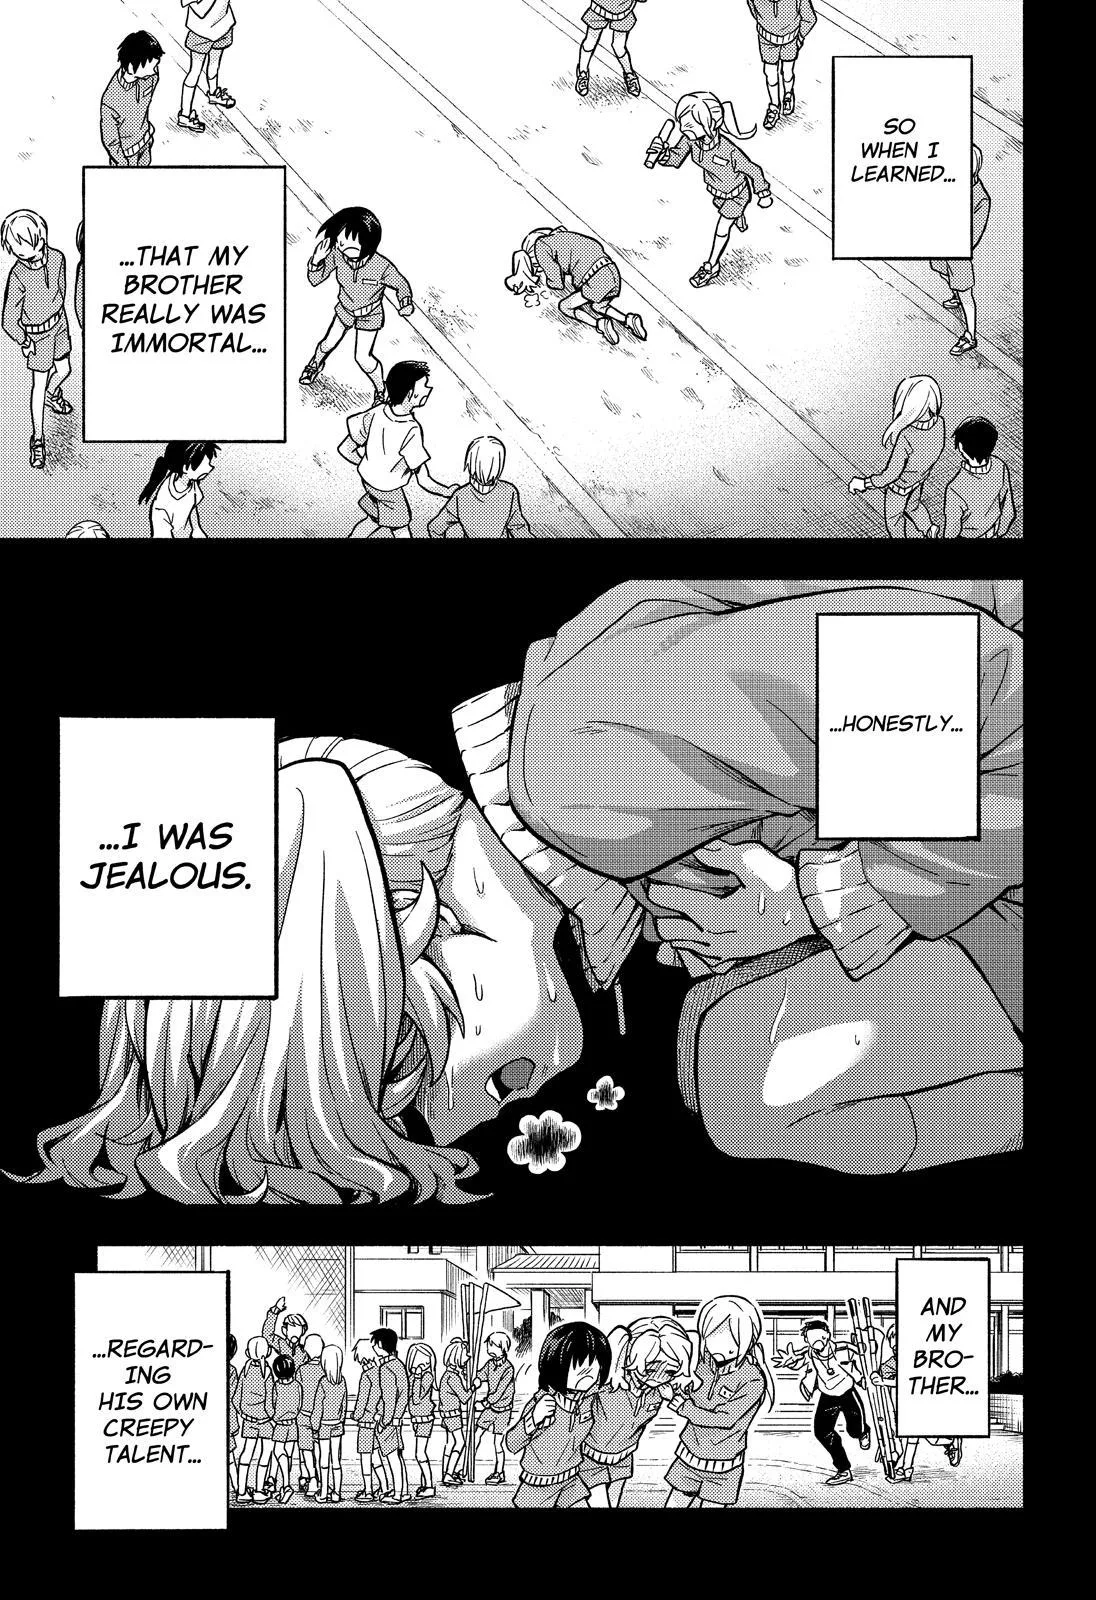 SO
WHEN I
LEARNED...
...THAT MY
BROTHER
REALLY WAS
IMMORTAL...
...HONESTLY...
...I WAS
JEALOUS.
AND
MY
BRO-
THER...
...REGARD-
ING
HIS OWN
CREEPY
TALENT...